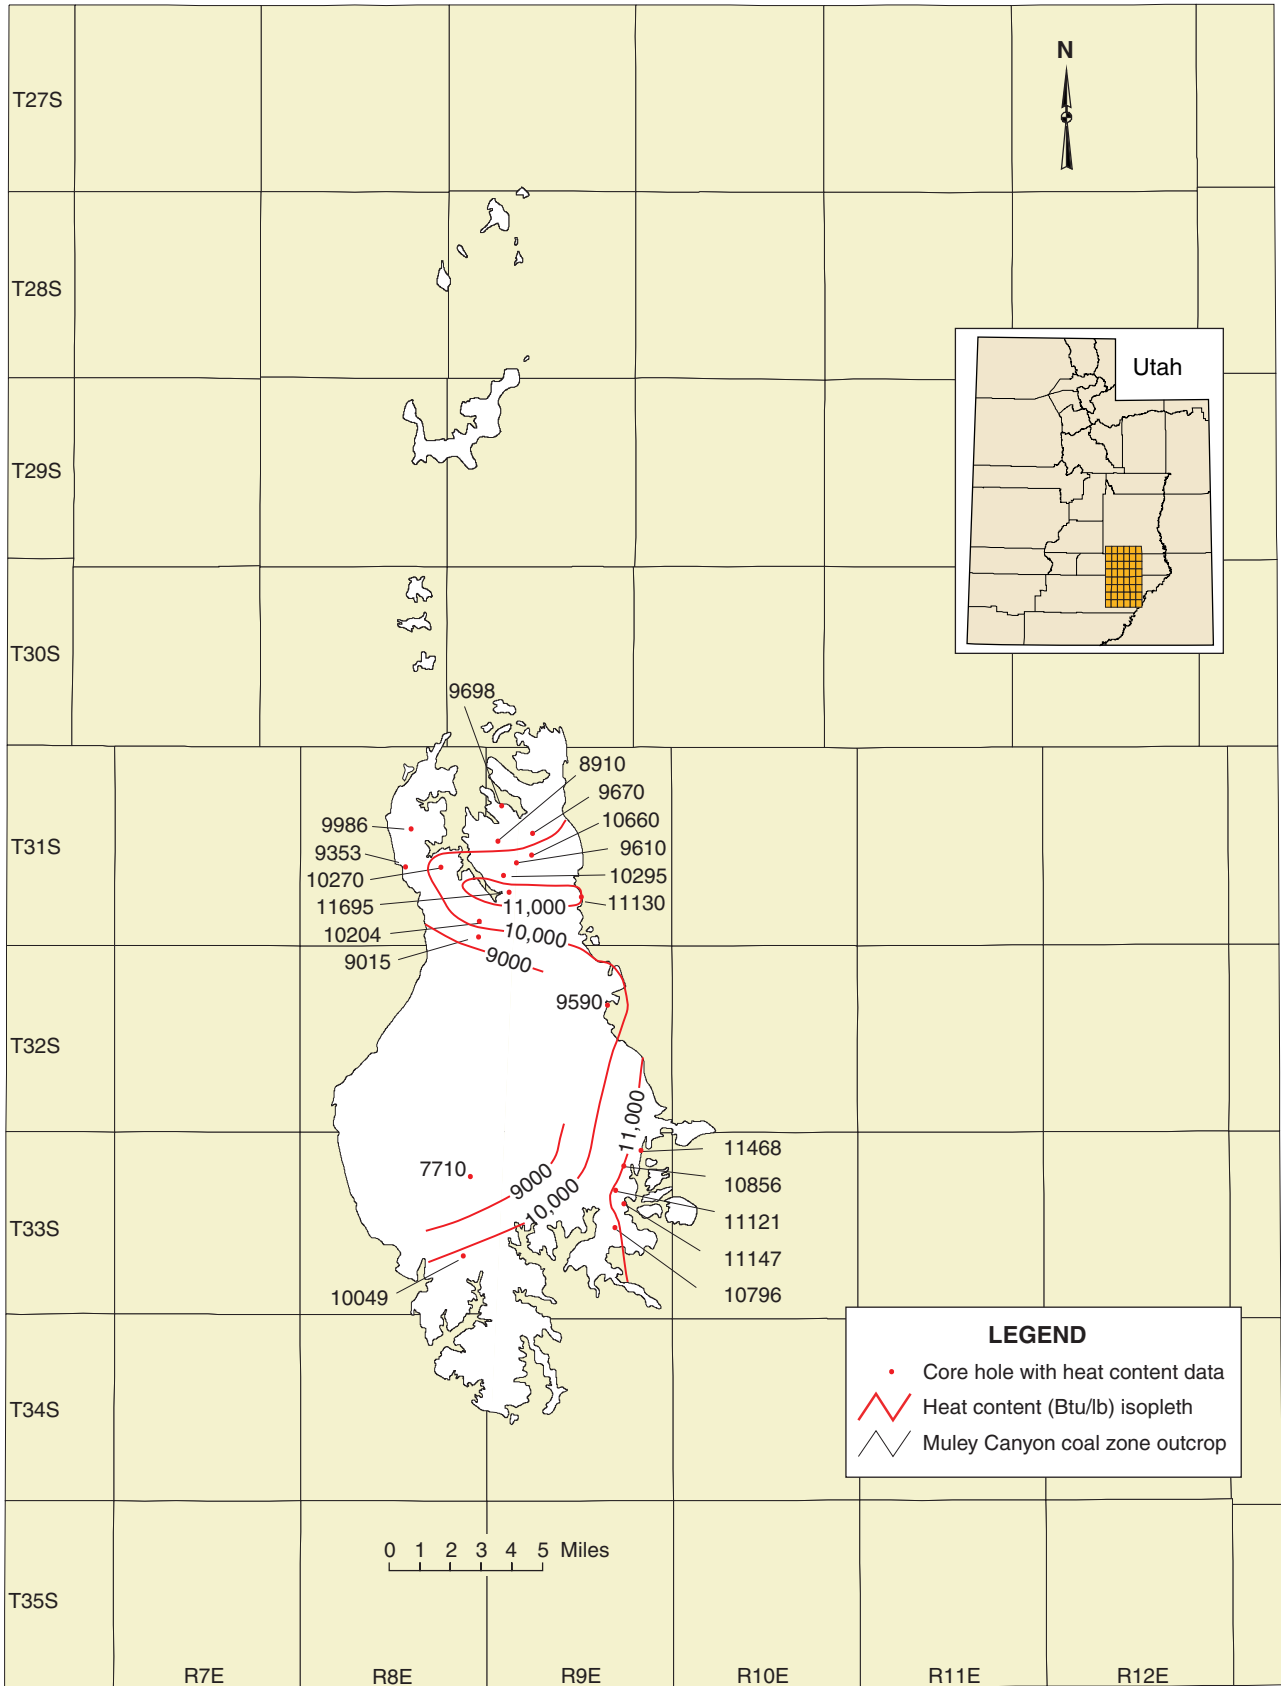 N
T27S
T28S
Utah
T29S
T30S
9698
8910
9670
9986
10660
T31S
9353
9610
10270
10295
11695
11,000
11130
10204
10,000
9015
9000
9590
T32S
11,000
11468
7710
9000
10856
10,000
11121
T33S
11147
10049
10796
LEGEND
Core hole with heat content data
Heat content (Btu/lb) isopleth
T34S
Muley Canyon coal zone outcrop
0 1 2 3 4 5 Miles
T35S
R7E R8E R9E R10E R11E R12E